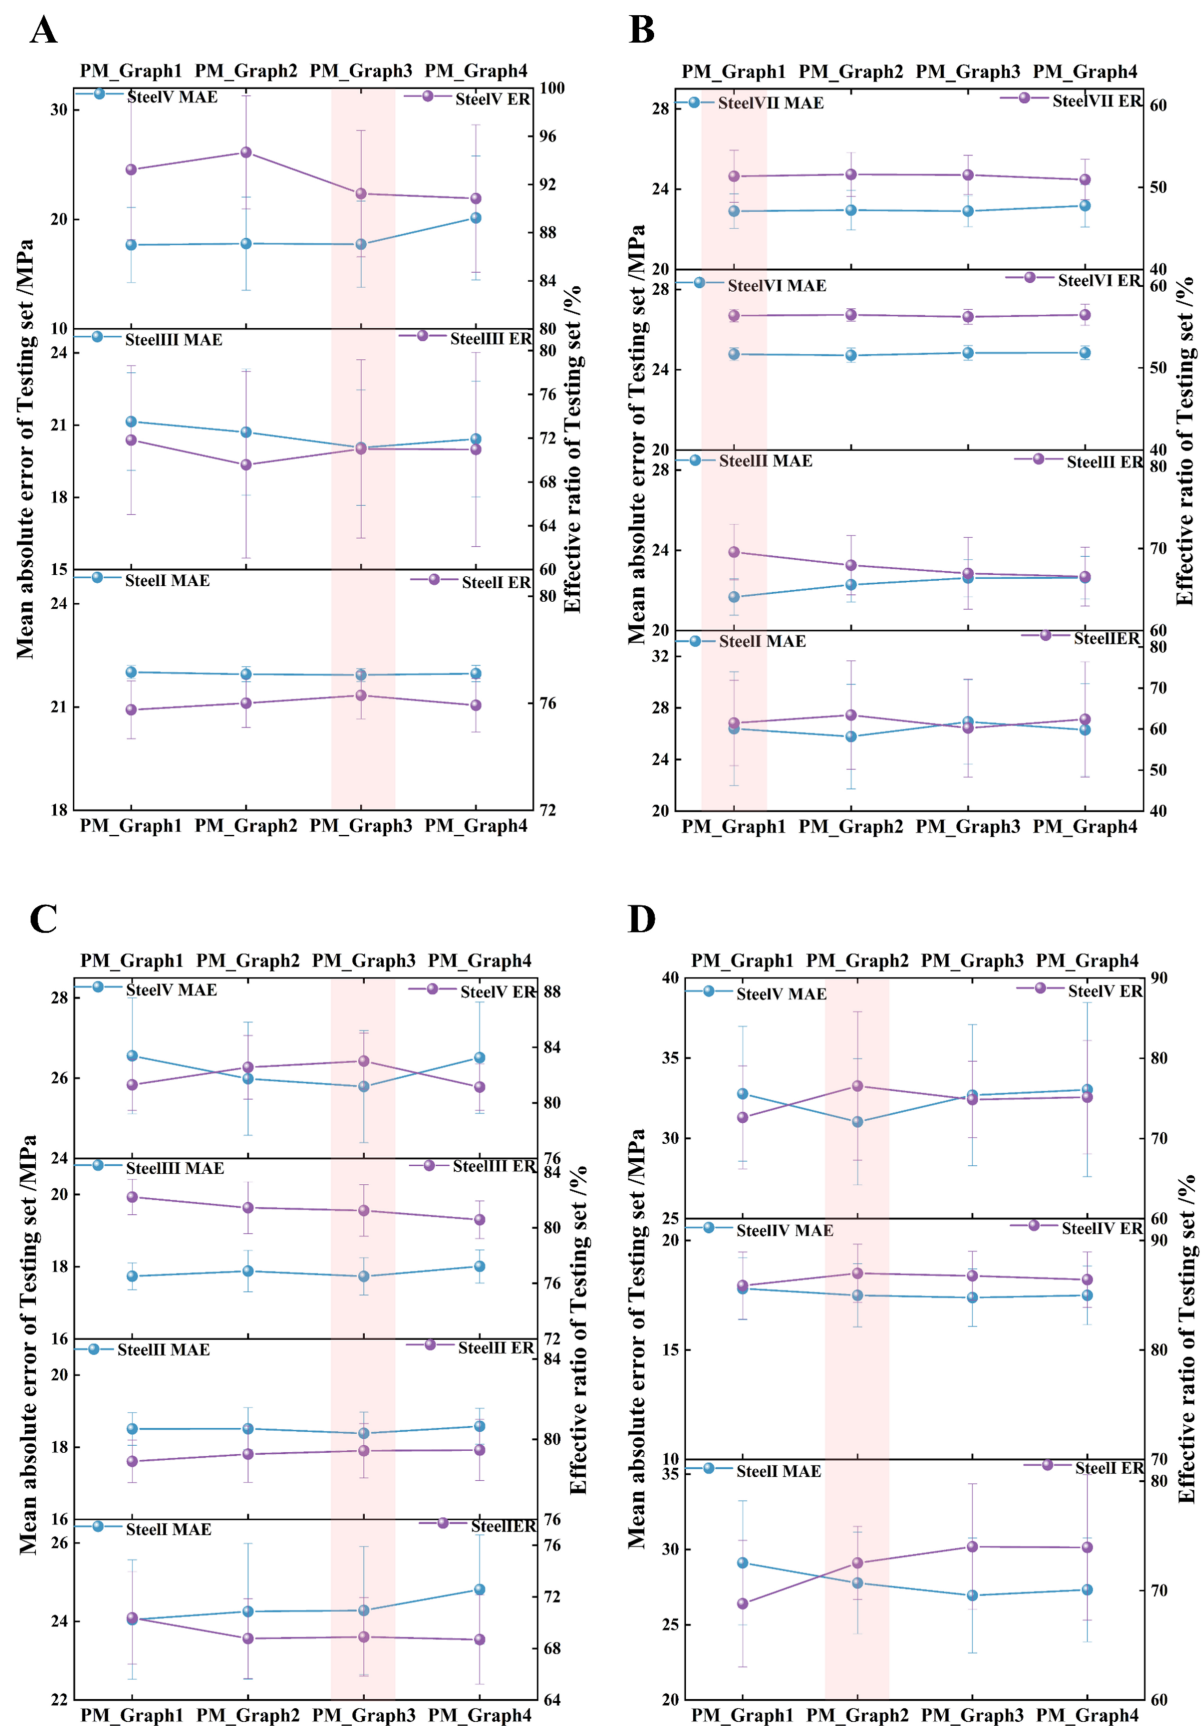 A
PM_Graph1 PM_Graph2 PM_Graph3 PM_Graph4
Mean absolute error of Testing set /MPa
Effective ratio of Testing set /%
SteelV MAE SteelV ER
30 20 10
100 96 92 88 84 80
SteelIII MAE SteelIII ER
24 21 18 15
80 76 72 68 64 60
SteelI MAE SteelI ER
24 21 18
80 76 72
PM_Graph1 PM_Graph2 PM_Graph3 PM_Graph4
B
PM_Graph1 PM_Graph2 PM_Graph3 PM_Graph4
Mean absolute error of Testing set /MPa
Effective ratio of Testing set /%
SteelVII MAE SteelVII ER
28 24 20
60 50 40
SteelVI MAE SteelVI ER
28 24 20
60 50 40
SteelII MAE SteelII ER
28 24 20
80 70 60
SteelI MAE SteelIER
32 28 24 20
80 70 60 50 40
PM_Graph1 PM_Graph2 PM_Graph3 PM_Graph4
C
PM_Graph1 PM_Graph2 PM_Graph3 PM_Graph4
Mean absolute error of Testing set /MPa
Effective ratio of Testing set /%
SteelV MAE SteelV ER
28 26 24
88 84 80 76
SteelIII MAE SteelIII ER
20 18 16
84 80 76 72
SteelII MAE SteelII ER
20 18 16
84 80 76
SteelI MAE SteelIER
26 24 22
76 72 68 64
PM_Graph1 PM_Graph2 PM_Graph3 PM_Graph4
D
PM_Graph1 PM_Graph2 PM_Graph3 PM_Graph4
Mean absolute error of Testing set /MPa
Effective ratio of Testing set /%
SteelV MAE SteelV ER
40 35 30 25
90 80 70 60
SteelIV MAE SteelIV ER
20 15 10
90 80 70
SteelI MAE SteelI ER
35 30 25 20
80 70 60
PM_Graph1 PM_Graph2 PM_Graph3 PM_Graph4